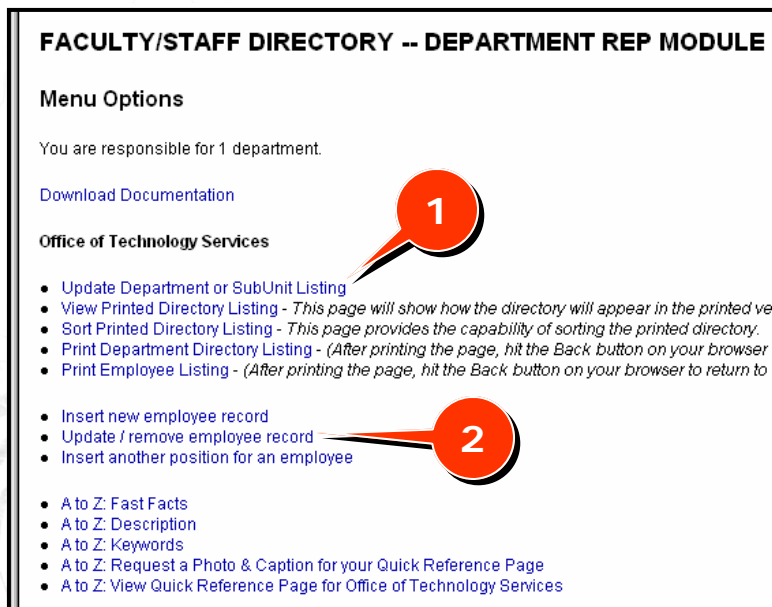 FACULTY/STAFF DIRECTORY -- DEPARTMENT REP MODULE
Menu Options
You are responsible for 1 department.
Download Documentation
1
Office of Technology Services
• Update Department or SubUnit Listing
• View Printed Directory Listing - This page will show how the directory will appear in the printed
• Sort Printed Directory Listing - This page provides the capability of sorting the printed directory.
• Print Department Directory Listing - (After printing the page, hit the Back button on your browser
• Print Employee Listing - (After printing the page, hit the Back button on your browser to return to
• Insert new employee record
• Update / remove employee record
2
• Insert another position for an employee
• A to Z: Fast Facts
• A to Z: Description
• A to Z: Keywords
• A to Z: Request a Photo & Caption for your Quick Reference Page
• A to Z: View Quick Reference Page for Office of Technology Services